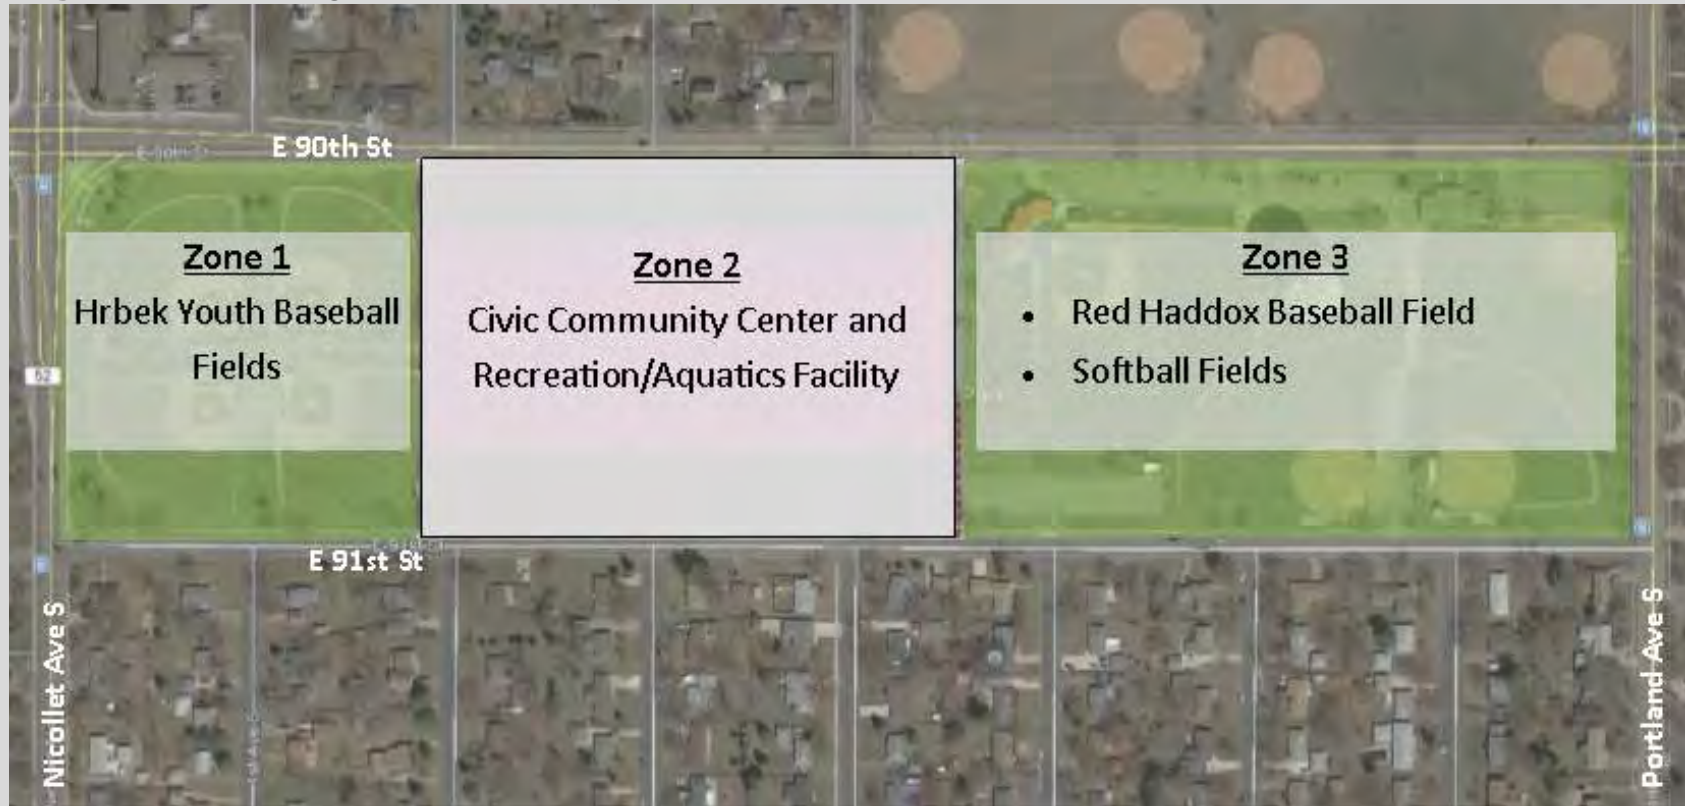 E 90th St
Zone 1
Hrbek Youth Baseball
Fields
Zone 2
Civic Community Center and
Recreation/Aquatics Facility
Zone 3
• Red Haddox Baseball Field
• Softball Fields
E 91st St
Nicollet Ave S
Portland Ave S